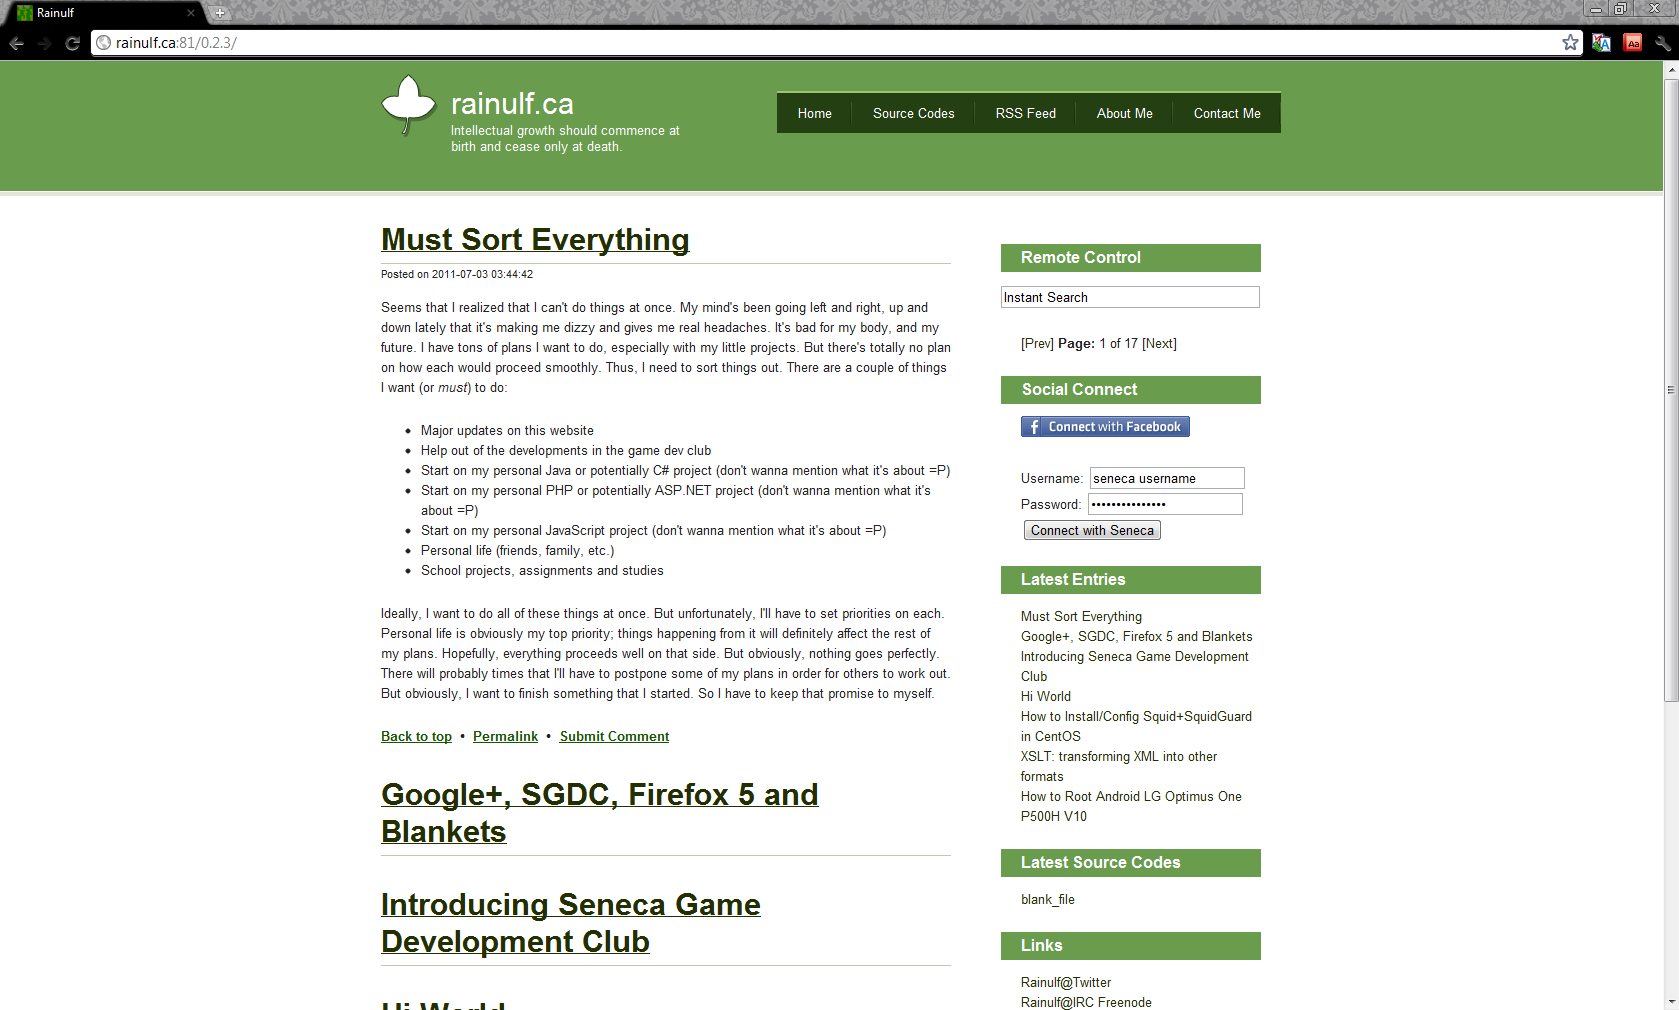 Rainulf
rainulf.ca:81/0.2.3/
rainulf.ca
Intellectual growth should commence at
birth and cease only at death.
Home
Source Codes
RSS Feed
About Me
Contact Me
Must Sort Everything
Posted on 2011-07-03 03:44:42
Seems that I realized that I can't do things at once. My mind's been going left and right, up and
down lately that it's making me dizzy and gives me real headaches. It's bad for my body, and my
future. I have tons of plans I want to do, especially with my little projects. But there's totally no plan
on how each would proceed smoothly. Thus, I need to sort things out. There are a couple of things
I want (or must) to do:
• Major updates on this website
• Help out of the developments in the game dev club
• Start on my personal Java or potentially C# project (don't wanna mention what it's about =P)
• Start on my personal PHP or potentially ASP.NET project (don't wanna mention what it's
about =P)
• Start on my personal JavaScript project (don't wanna mention what it's about =P)
• Personal life (friends, family, etc.)
• School projects, assignments and studies
Ideally, I want to do all of these things at once. But unfortunately, I'll have to set priorities on each.
Personal life is obviously my top priority; things happening from it will definitely affect the rest of
my plans. Hopefully, everything proceeds well on that side. But obviously, nothing goes perfectly.
There will probably times that I'll have to postpone some of my plans in order for others to work out.
But obviously, I want to finish something that I started. So I have to keep that promise to myself.
Back to top • Permalink • Submit Comment
Google+, SGDC, Firefox 5 and
Blankets
Introducing Seneca Game
Development Club
Hi World
Remote Control
Instant Search
[Prev] Page: 1 of 17 [Next]
Social Connect
f Connect with Facebook
Username: seneca username
Password: •••••••••••••••
Connect with Seneca
Latest Entries
Must Sort Everything
Google+, SGDC, Firefox 5 and Blankets
Introducing Seneca Game Development
Club
Hi World
How to Install/Config Squid+SquidGuard
in CentOS
XSLT: transforming XML into other
formats
How to Root Android LG Optimus One
P500H V10
Latest Source Codes
blank_file
Links
Rainulf@Twitter
Rainulf@IRC Freenode